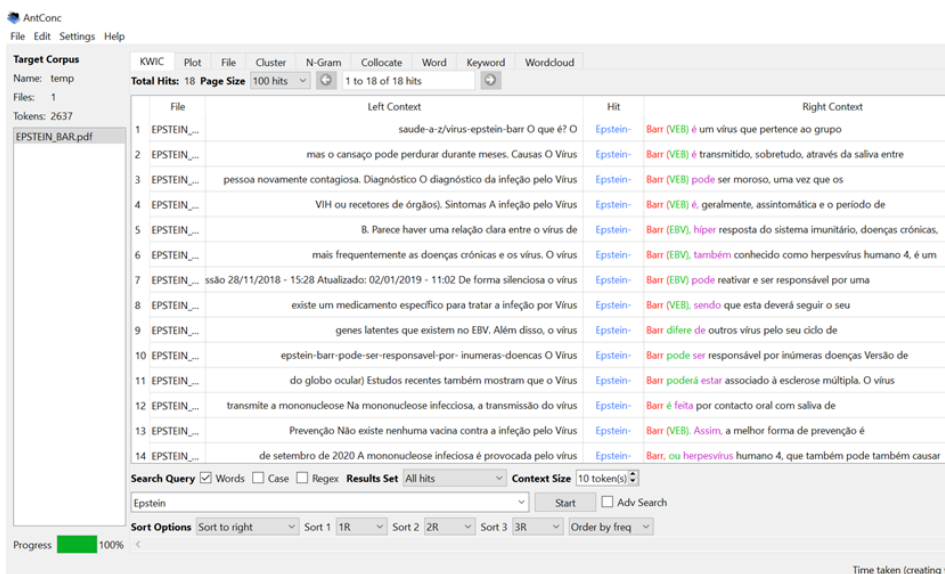 AntConc
File Edit Settings Help
Target Corpus
Name: temp
Files: 1
Tokens: 2637
EPSTEIN_BAR.pdf
Progress 100%
KWIC Plot File Cluster N-Gram Collocate Word Keyword Wordcloud
Total Hits: 18 Page Size 100 hits 1 to 18 of 18 hits
File Left Context Hit Right Context
1 EPSTEIN_... saude-a-z/virus-epstein-barr O que é? O Epstein- Barr (VEB) é um vírus que pertence ao grupo
2 EPSTEIN_... mas o cansaço pode perdurar durante meses. Causas O Vírus Epstein- Barr (VEB) é transmitido, sobretudo, através da saliva entre
3 EPSTEIN_... pessoa novamente contagiosa. Diagnóstico O diagnóstico da infeção pelo Vírus Epstein- Barr (VEB) pode ser moroso, uma vez que os
4 EPSTEIN_... VIH ou recetores de órgãos). Sintomas A infeção pelo Vírus Epstein- Barr (VEB) é, geralmente, assintomática e o período de
5 EPSTEIN_... B. Parece haver uma relação clara entre o vírus de Epstein- Barr (EBV), híper resposta do sistema imunitário, doenças crónicas,
6 EPSTEIN_... mais frequentemente as doenças crónicas e os vírus. O vírus Epstein- Barr (EBV), também conhecido como herpesvírus humano 4, é um
7 EPSTEIN_... ssão 28/11/2018 - 15:28 Atualizado: 02/01/2019 - 11:02 De forma silenciosa o vírus Epstein- Barr (EBV) pode reativar e ser responsável por uma
8 EPSTEIN_... existe um medicamento específico para tratar a infeção por Vírus Epstein- Barr (VEB), sendo que esta deverá seguir o seu
9 EPSTEIN_... genes latentes que existem no EBV. Além disso, o vírus Epstein- Barr difere de outros vírus pelo seu ciclo de
10 EPSTEIN_... epstein-barr-pode-ser-responsavel-por- inumeras-doencas O Vírus Epstein- Barr pode ser responsável por inúmeras doenças Versão de
11 EPSTEIN_... do globo ocular) Estudos recentes também mostram que o Vírus Epstein- Barr poderá estar associado à esclerose múltipla. O vírus
12 EPSTEIN_... transmite a mononucleose Na mononucleose infecciosa, a transmissão do vírus Epstein- Barr é feita por contacto oral com saliva de
13 EPSTEIN_... Prevenção Não existe nenhuma vacina contra a infeção pelo Vírus Epstein- Barr (VEB). Assim, a melhor forma de prevenção é
14 EPSTEIN_... de setembro de 2020 A mononucleose infeciosa é provocada pelo vírus Epstein- Barr, ou herpesvírus humano 4, que também pode também causar
Search Query Words Case Regex Results Set All hits Context Size 10 token(s)
Epstein Start Adv Search
Sort Options Sort to right Sort 1 1R Sort 2 2R Sort 3 3R Order by freq
Time taken (creating